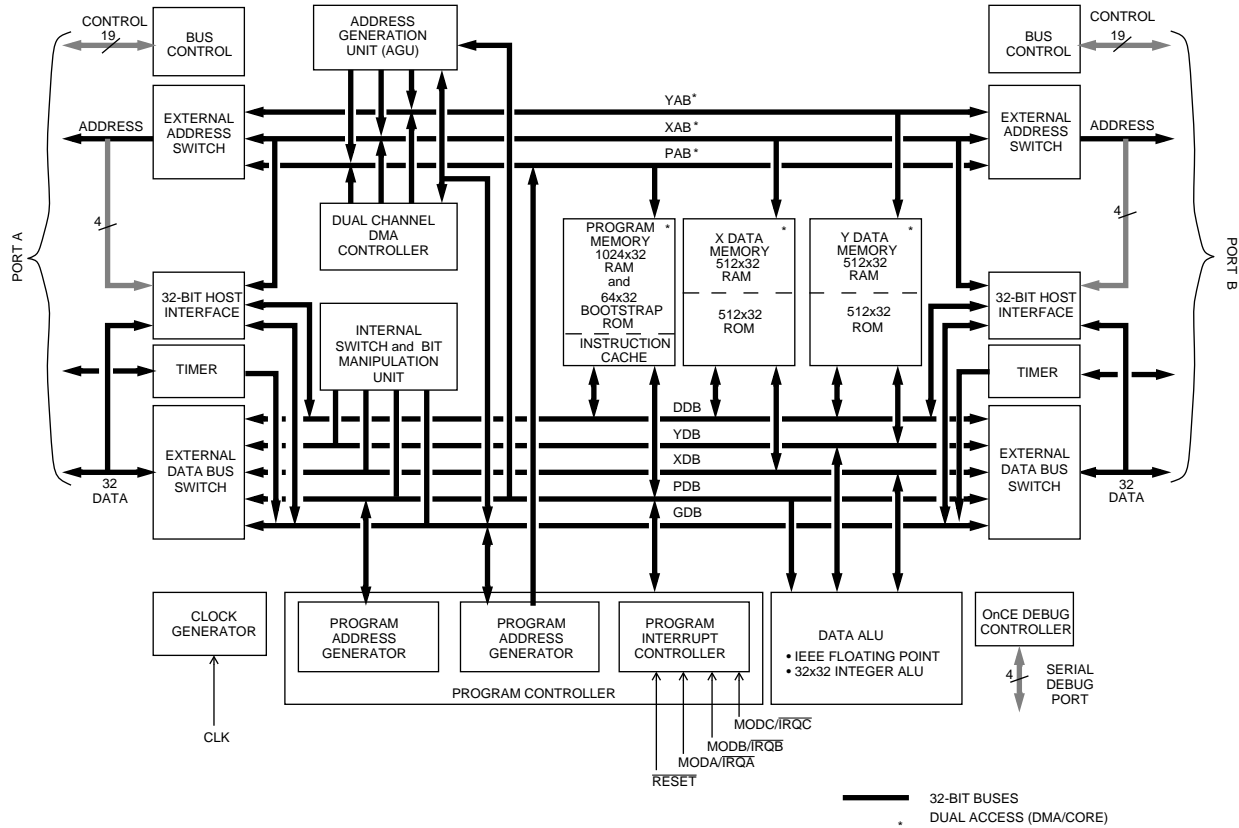 CONTROL
19
BUS
CONTROL
ADDRESS
GENERATION
UNIT (AGU)
BUS
CONTROL
CONTROL
19
EXTERNAL
ADDRESS
SWITCH
ADDRESS
YAB*
XAB*
PAB*
EXTERNAL
ADDRESS
SWITCH
ADDRESS
4
PORT A
DUAL CHANNEL
DMA
CONTROLLER
PROGRAM *
MEMORY
1024x32
RAM
and
64x32
BOOTSTRAP
ROM
INSTRUCTION
CACHE
*
X DATA
MEMORY
512x32
RAM
512x32
ROM
*
Y DATA
MEMORY
512x32
RAM
512x32
ROM
4
PORT B
32-BIT HOST
INTERFACE
INTERNAL
SWITCH and BIT
MANIPULATION
UNIT
32-BIT HOST
INTERFACE
TIMER
TIMER
DDB
YDB
XDB
PDB
GDB
EXTERNAL
DATA BUS
SWITCH
32
DATA
EXTERNAL
DATA BUS
SWITCH
32
DATA
CLOCK
GENERATOR
CLK
PROGRAM
ADDRESS
GENERATOR
PROGRAM
ADDRESS
GENERATOR
PROGRAM
INTERRUPT
CONTROLLER
PROGRAM CONTROLLER
DATA ALU
• IEEE FLOATING POINT
• 32x32 INTEGER ALU
OnCE DEBUG
CONTROLLER
4
SERIAL
DEBUG
PORT
MODC/IRQC
MODB/IRQB
MODA/IRQA
RESET
32-BIT BUSES
* DUAL ACCESS (DMA/CORE)